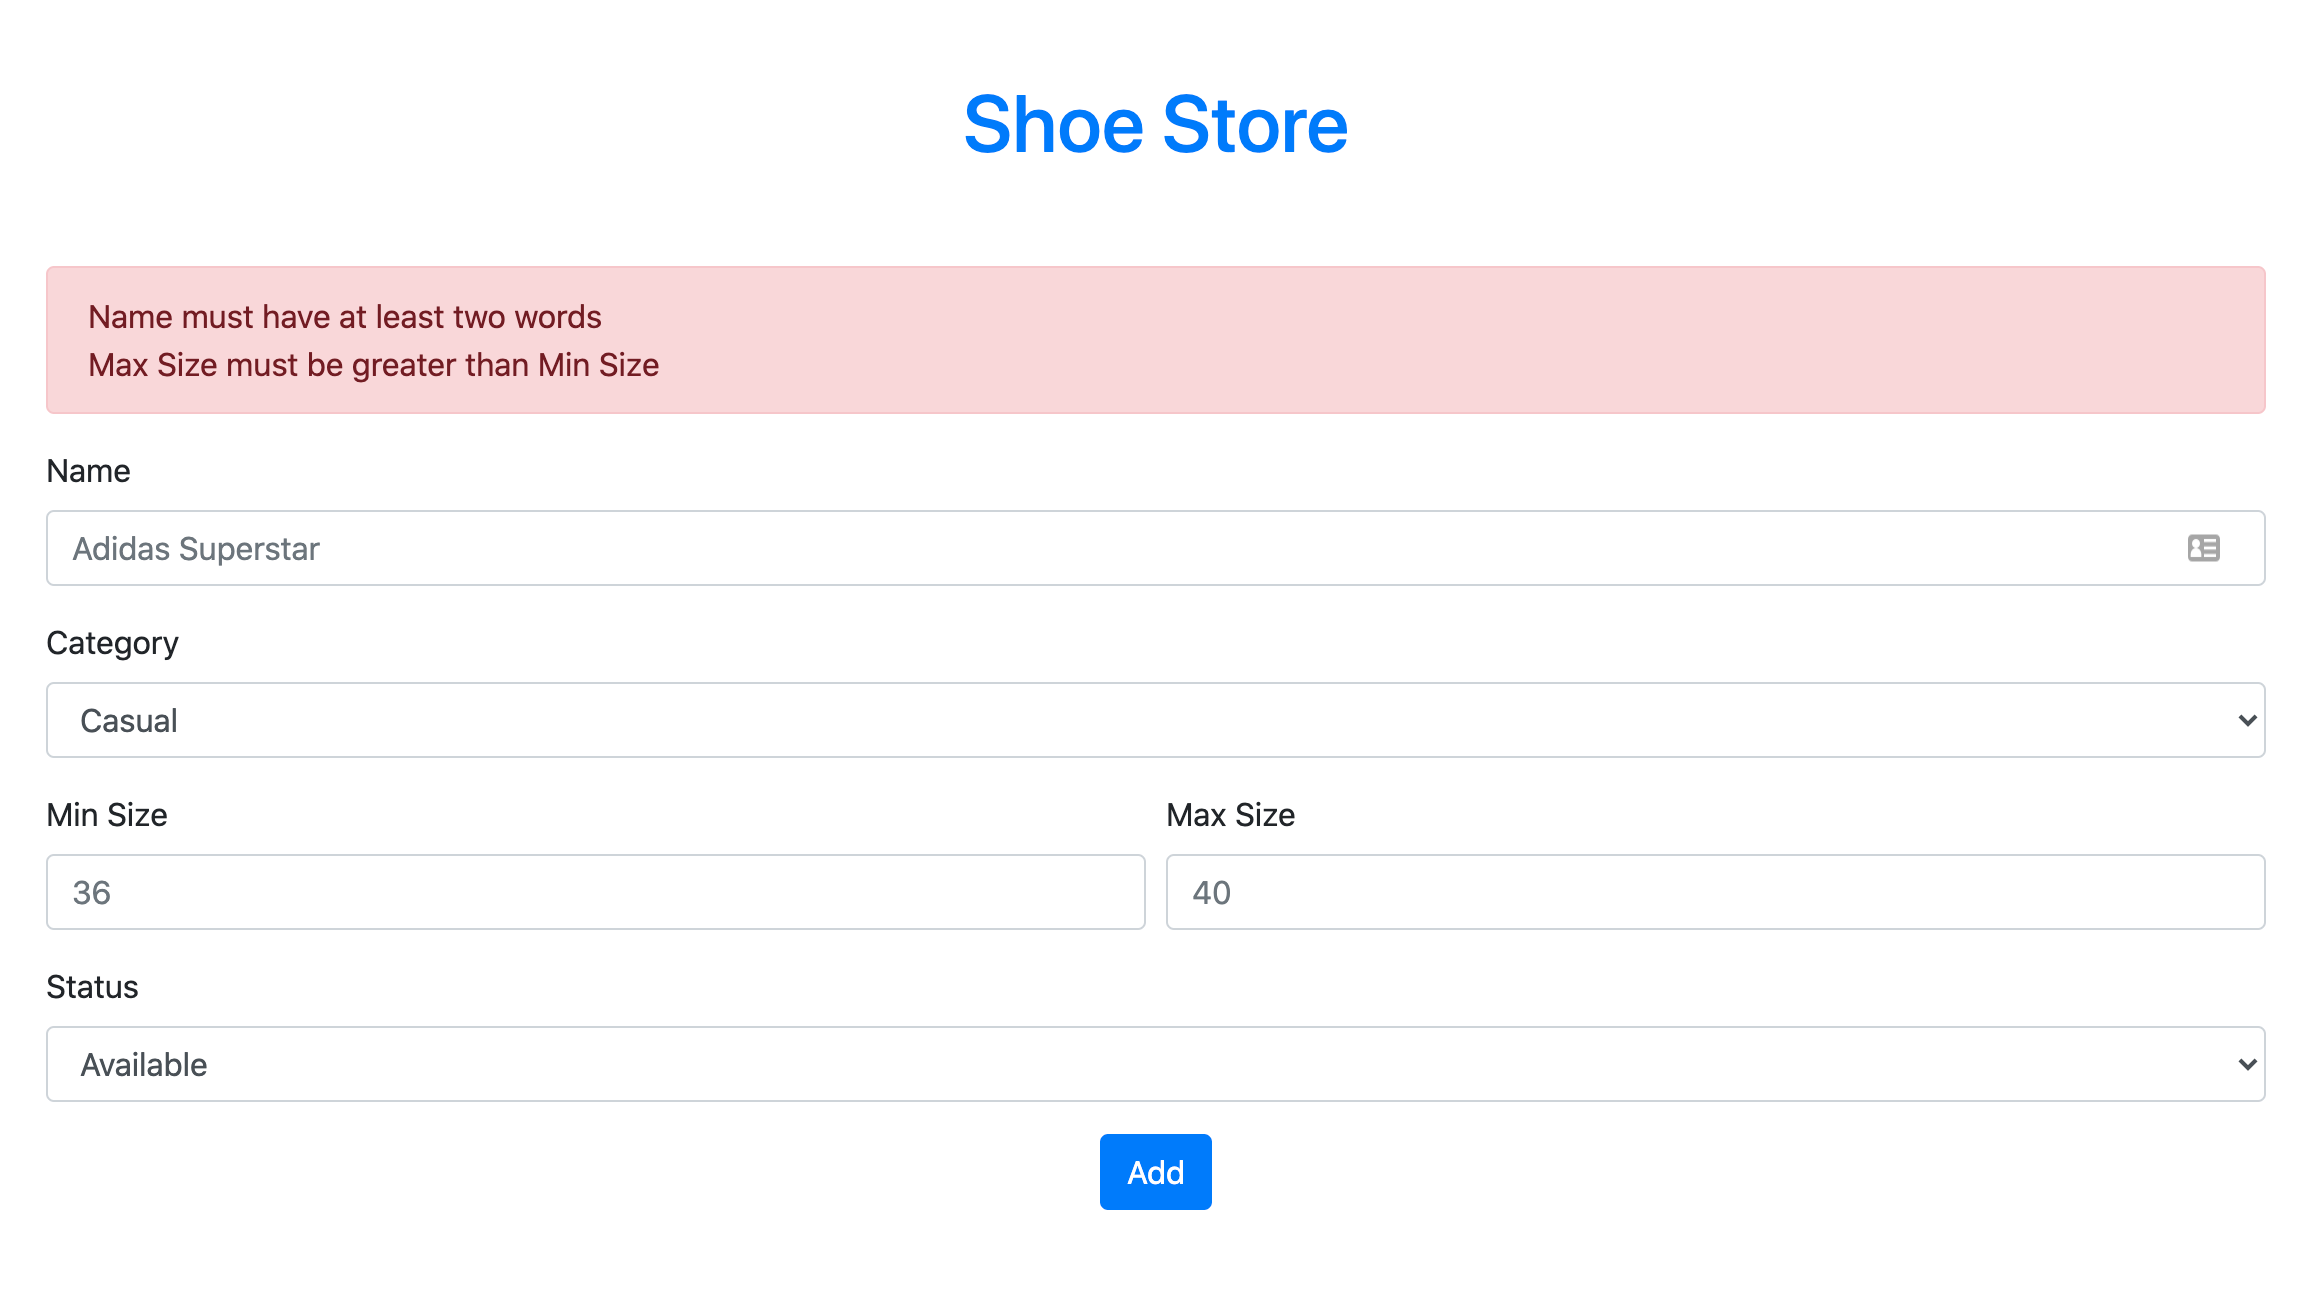 Shoe Store
Name must have at least two words
Max Size must be greater than Min Size
Name
Adidas Superstar
Category
Casual
Min Size
Max Size
36
40
Status
Available
Add